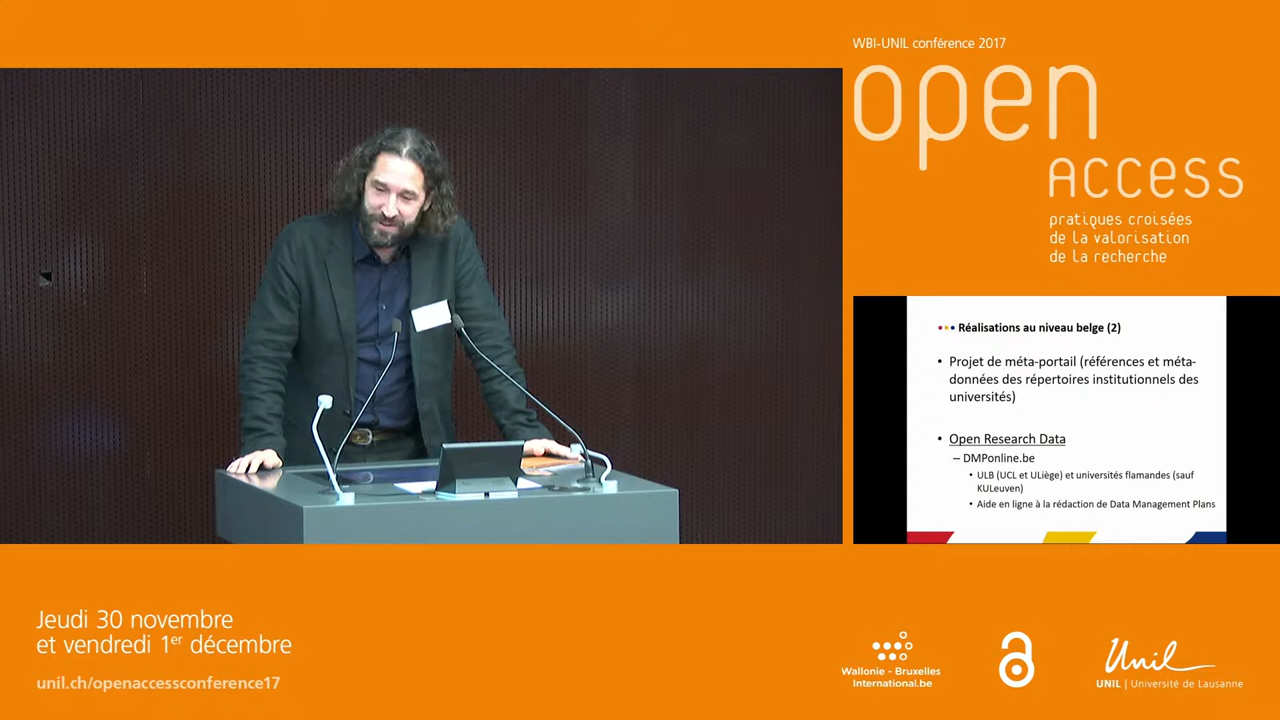 WBI-UNIL conférence 2017
open
access
pratiques croisées
de la valorisation
de la recherche
Réalisations au niveau belge (2)
• Projet de méta-portail (références et méta-
données des répertoires institutionnels des
universités)
• Open Research Data
– DMPonline.be
• ULB (UCL et ULiège) et universités flamandes (sauf
KULeuven)
• Aide en ligne à la rédaction de Data Management Plans
Jeudi 30 novembre
et vendredi 1er décembre
unil.ch/openaccessconference17
Wallonie - Bruxelles
International.be
Unil
UNIL | Université de Lausanne